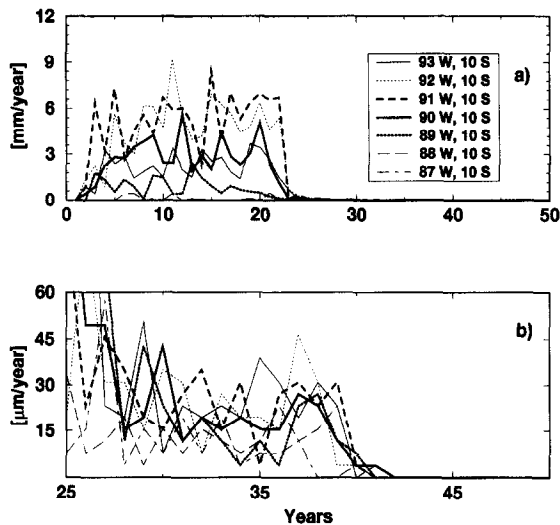 12
9
6
3
0
[mm/year]
93 W, 10 S
92 W, 10 S
91 W, 10 S
90 W, 10 S
89 W, 10 S
88 W, 10 S
87 W, 10 S
a)
0 10 20 30 40 50
60
45
30
15
[µm/year]
b)
25 35 45
Years